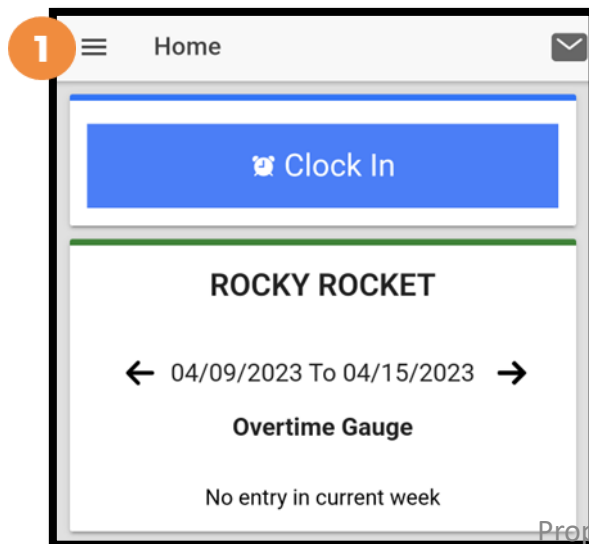 1
Home
Clock In
ROCKY ROCKET
04/09/2023 To 04/15/2023
Overtime Gauge
No entry in current week